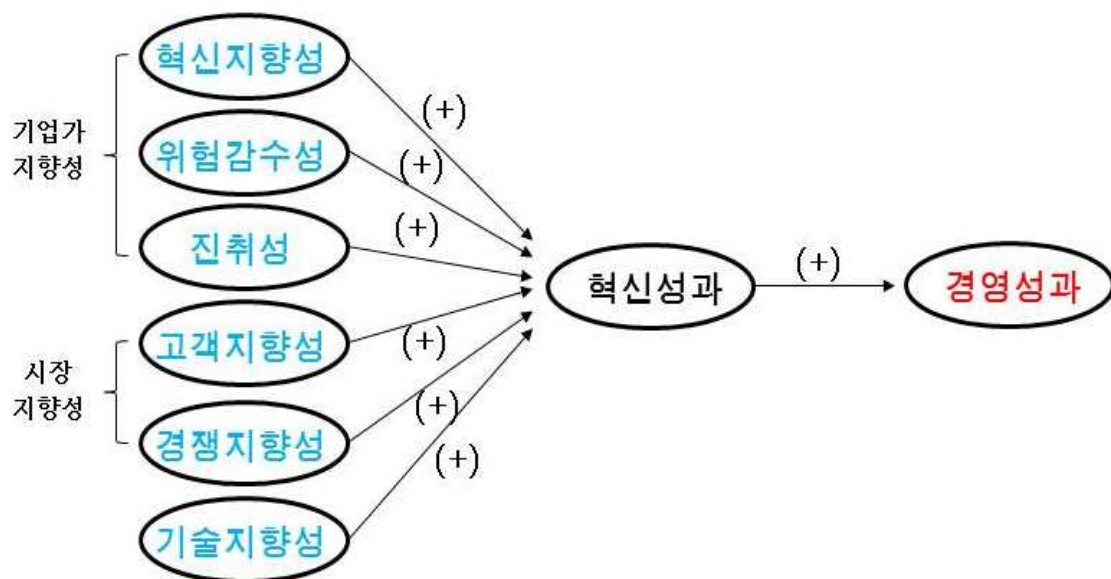 혁신지향성
(+)
기업가
지향성
위험감수성
(+)
진취성
(+)
고객지향성
(+)
시장
지향성
경쟁지향성
(+)
기술지향성
(+)
혁신성과
(+)
경영성과